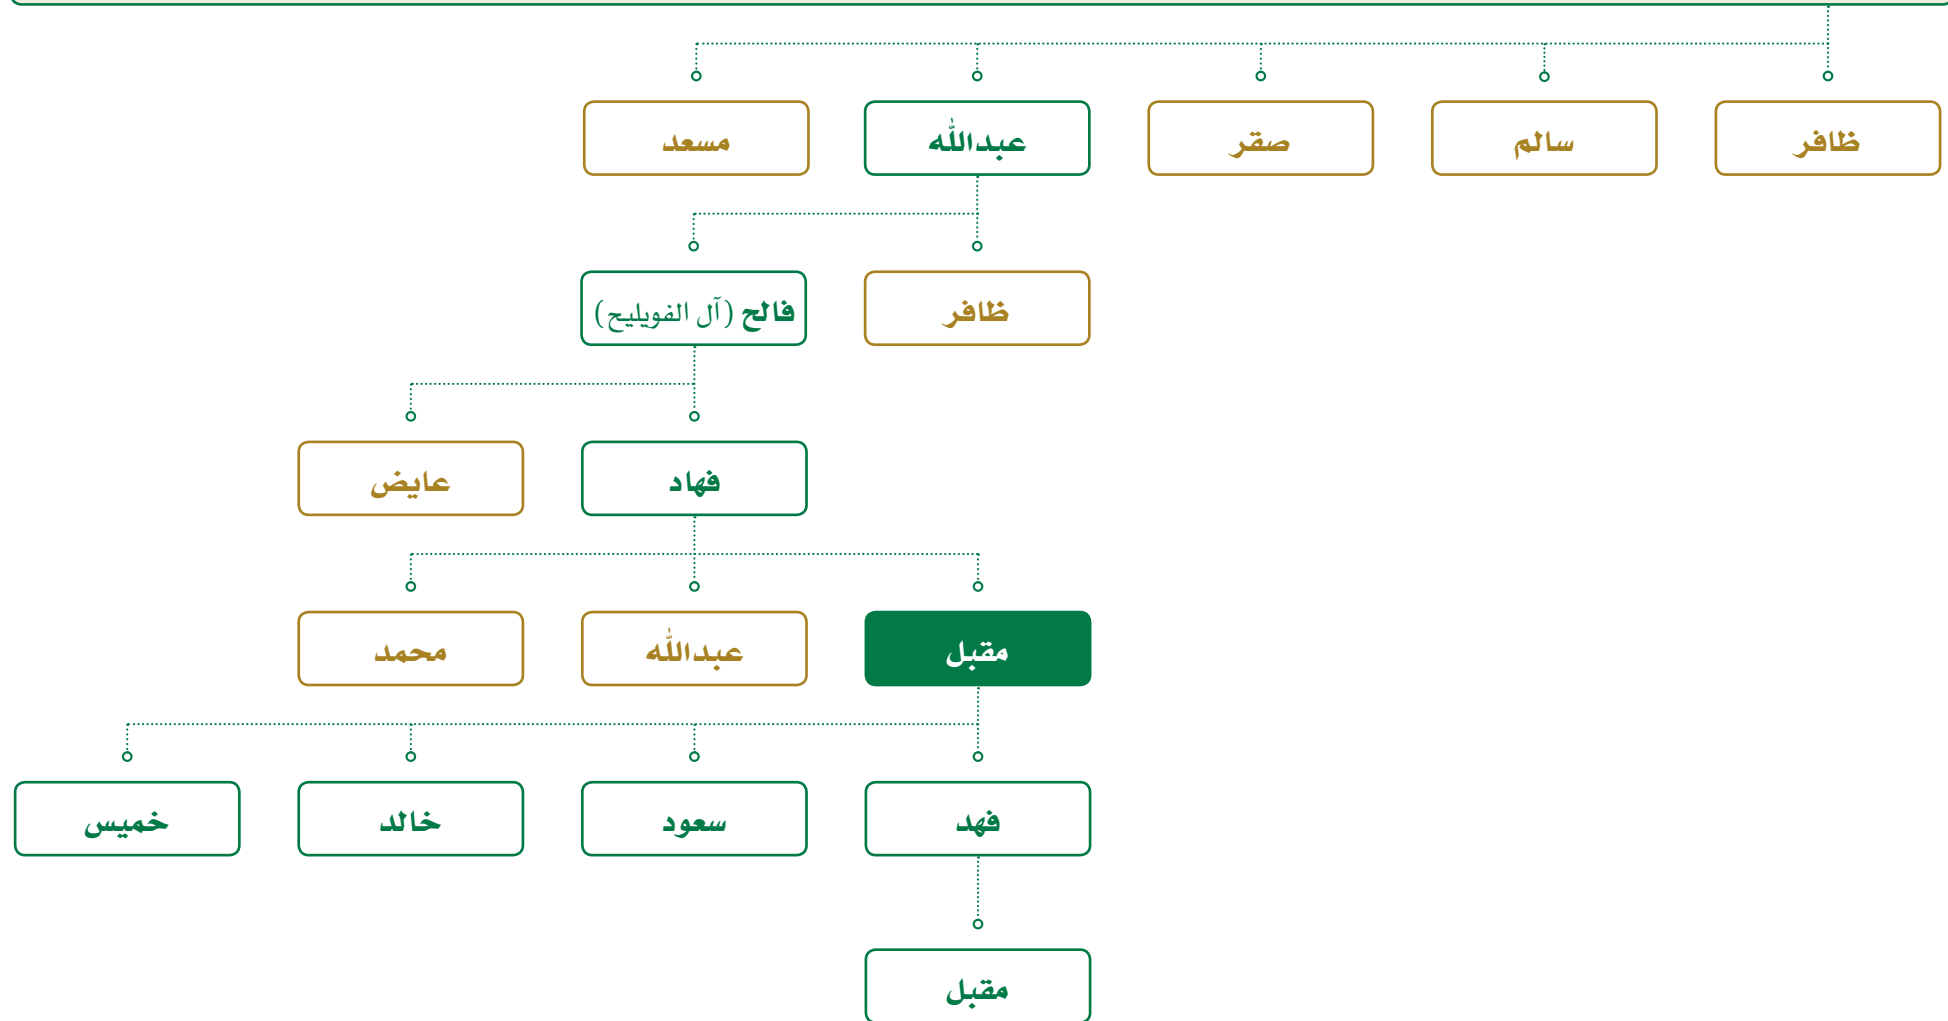 ظافر
سالم
صقر
عبدالله
مسعد
ظافر
فالح (آل الفويليح)
فهاد
عايض
مقبل
عبدالله
محمد
فهد
سعود
خالد
خميس
مقبل